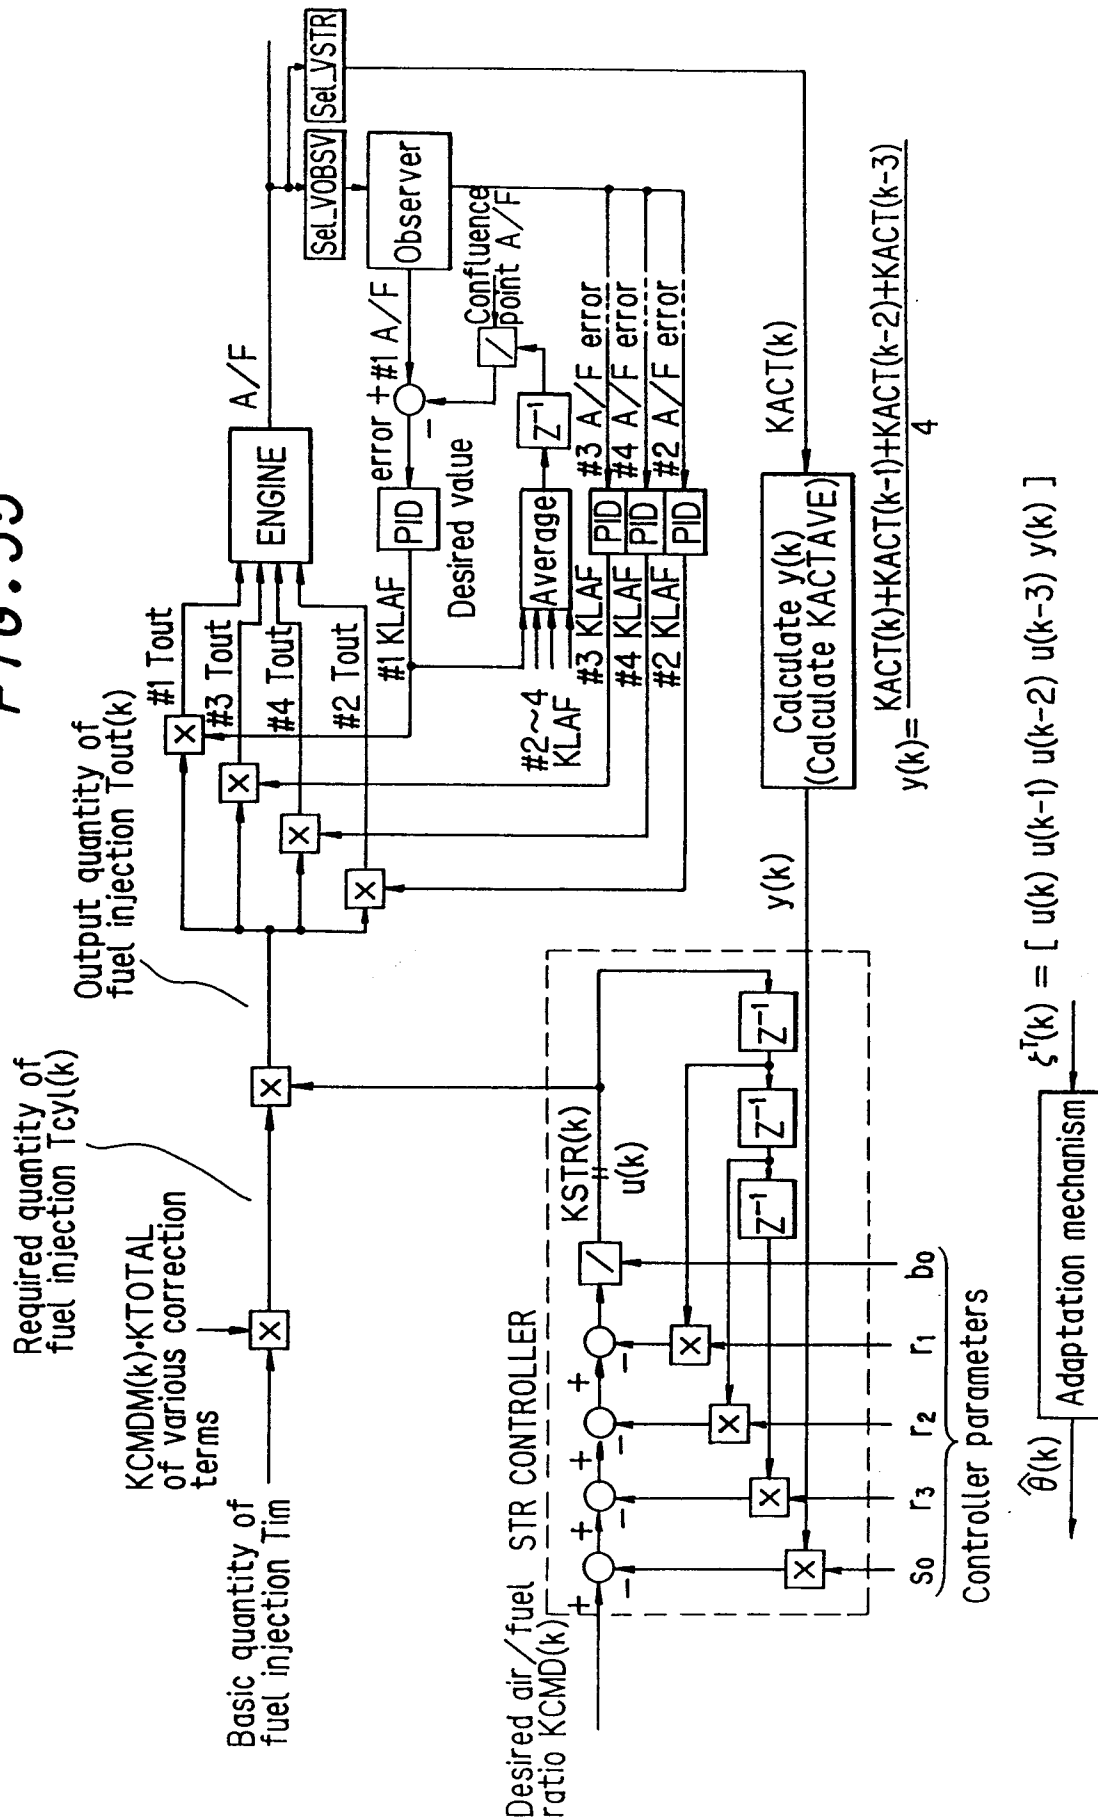 FIG. 35
Basic quantity of
fuel injection Tim
KCMDM(k)·KTOTAL
of various correction
terms
Required quantity of
fuel injection Tcyl(k)
Output quantity of
fuel injection Tout(k)
X
X
X
X
X
X
#1 Tout
#3 Tout
#4 Tout
#2 Tout
ENGINE
A/F
Sel_VOBSV
Sel_VSTR
Observer
#1 A/F
+
error
−
PID
#1 KLAF
Desired value
Confluence
point A/F
/
Z⁻¹
Average
#2~4
KLAF
#3 KLAF
#4 KLAF
#2 KLAF
PID
PID
PID
#3 A/F error
#4 A/F error
#2 A/F error
Desired air/fuel
ratio KCMD(k)
STR CONTROLLER
+
−
+
−
+
−
+
−
/
KSTR(k)
=
u(k)
Z⁻¹
Z⁻¹
Z⁻¹
X
X
X
X
s0
r3
r2
r1
b0
Controller parameters
y(k)
Calculate y(k)
(Calculate KACTAVE)
KACT(k)
y(k)= KACT(k)+KACT(k-1)+KACT(k-2)+KACT(k-3)
4
θ̂(k)
Adaptation mechanism
ξᵀ(k) = [ u(k) u(k-1) u(k-2) u(k-3) y(k) ]